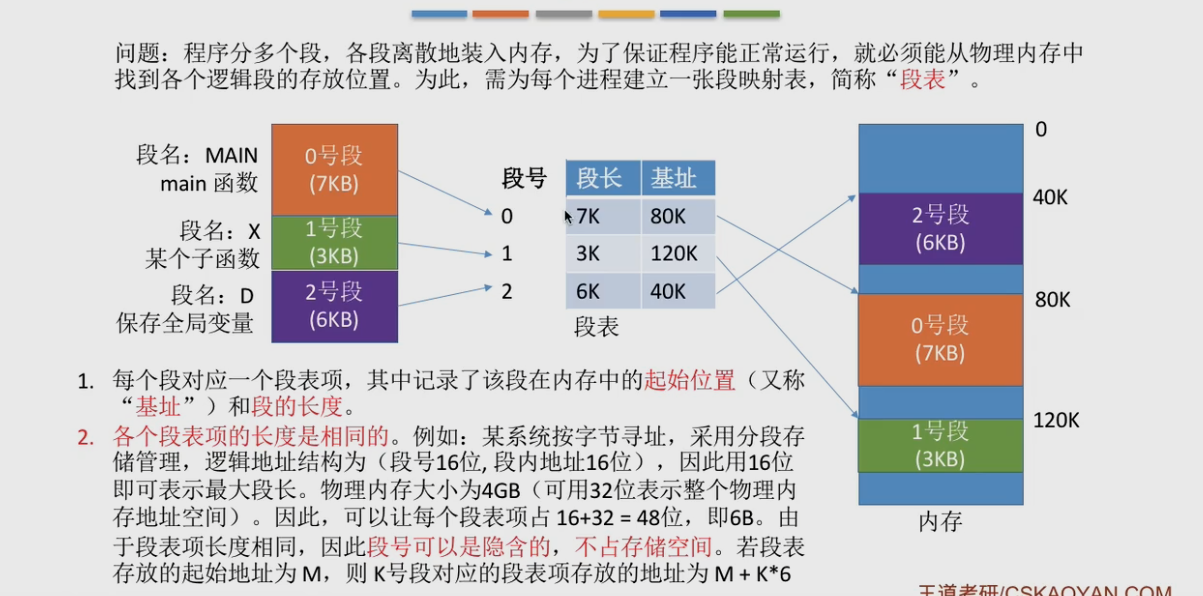 问题：程序分多个段，各段离散地装入内存，为了保证程序能正常运行，就必须能从物理内存中
找到各个逻辑段的存放位置。为此，需为每个进程建立一张段映射表，简称“段表”。
段名：MAIN
main 函数
0号段
(7KB)
段名：X
某个子函数
1号段
(3KB)
段名：D
保存全局变量
2号段
(6KB)
段号 段长 基址
0 7K 80K
1 3K 120K
2 6K 40K
段表
0
40K
2号段
(6KB)
80K
0号段
(7KB)
120K
1号段
(3KB)
内存
1. 每个段对应一个段表项，其中记录了该段在内存中的起始位置（又称
“基址”）和段的长度。
2. 各个段表项的长度是相同的。例如：某系统按字节寻址，采用分段存
储管理，逻辑地址结构为（段号16位, 段内地址16位），因此用16位
即可表示最大段长。物理内存大小为4GB（可用32位表示整个物理内
存地址空间）。因此，可以让每个段表项占 16+32 = 48位，即6B。由
于段表项长度相同，因此段号可以是隐含的，不占存储空间。若段表
存放的起始地址为 M，则 K号段对应的段表项存放的地址为 M + K*6
王道考研/CSKAOYAN.COM